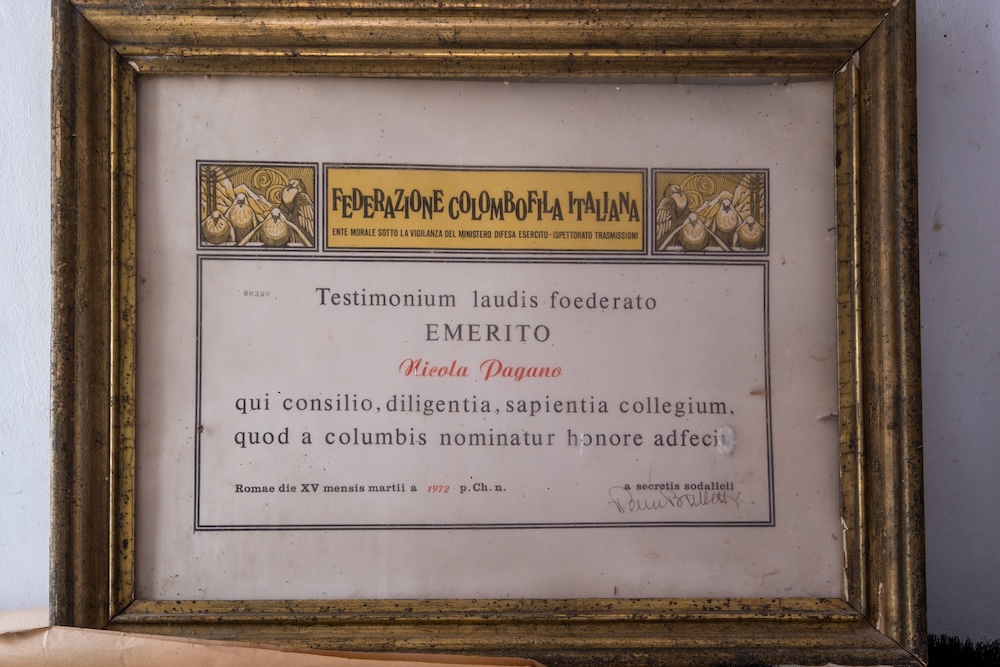 FEDERAZIONE COLOMBOFILA ITALIANA
ENTE MORALE SOTTO LA VIGILANZA DEL MINISTERO DIFESA ESERCITO - ISPETTORATO TRASMISSIONI
Testimonium laudis foederato
EMERITO
Nicola Pagano
qui consilio, diligentia, sapientia collegium,
quod a columbis nominatur honore adfecit
Romae die XV mensis martii a 1972 p. Ch. n.
a secretis sodalicii